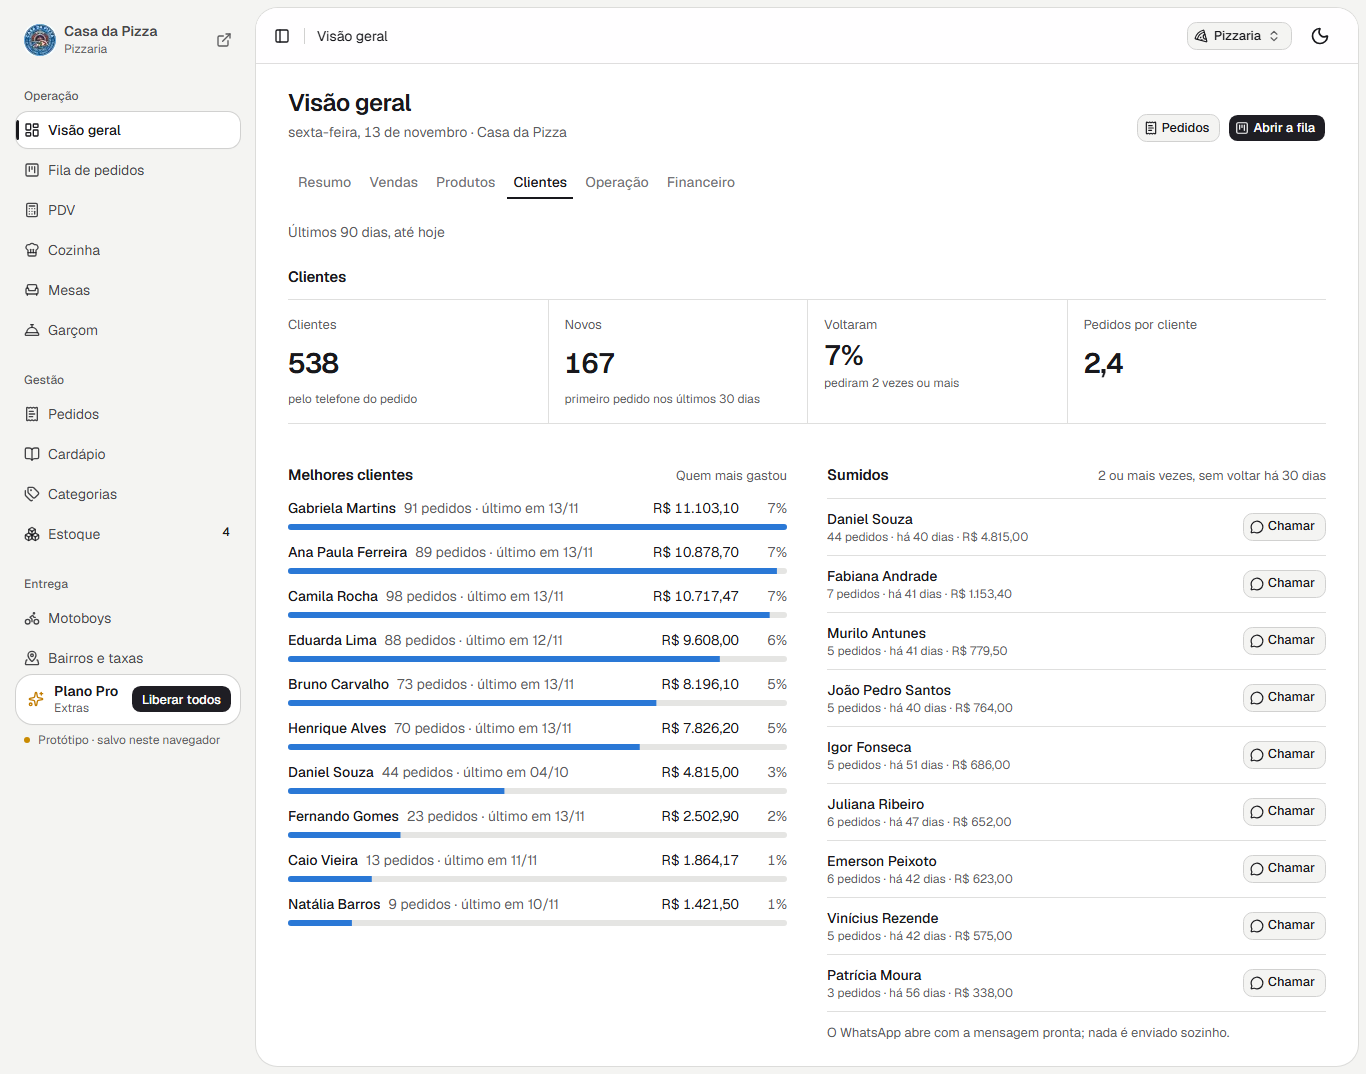 Casa da Pizza
Pizzaria
Operação
Visão geral
Fila de pedidos
PDV
Cozinha
Mesas
Garçom
Gestão
Pedidos
Cardápio
Categorias
Estoque 4
Entrega
Motoboys
Bairros e taxas
Plano Pro
Extras
Liberar todos
Protótipo · salvo neste navegador
Visão geral
Pizzaria
Visão geral
sexta-feira, 13 de novembro · Casa da Pizza
Pedidos
Abrir a fila
Resumo Vendas Produtos Clientes Operação Financeiro
Últimos 90 dias, até hoje
Clientes
Clientes
538
pelo telefone do pedido
Novos
167
primeiro pedido nos últimos 30 dias
Voltaram
7%
pediram 2 vezes ou mais
Pedidos por cliente
2,4
Melhores clientes Quem mais gastou
Gabriela Martins 91 pedidos · último em 13/11 R$ 11.103,10 7%
Ana Paula Ferreira 89 pedidos · último em 13/11 R$ 10.878,70 7%
Camila Rocha 98 pedidos · último em 13/11 R$ 10.717,47 7%
Eduarda Lima 88 pedidos · último em 12/11 R$ 9.608,00 6%
Bruno Carvalho 73 pedidos · último em 13/11 R$ 8.196,10 5%
Henrique Alves 70 pedidos · último em 13/11 R$ 7.826,20 5%
Daniel Souza 44 pedidos · último em 04/10 R$ 4.815,00 3%
Fernando Gomes 23 pedidos · último em 13/11 R$ 2.502,90 2%
Caio Vieira 13 pedidos · último em 11/11 R$ 1.864,17 1%
Natália Barros 9 pedidos · último em 10/11 R$ 1.421,50 1%
Sumidos 2 ou mais vezes, sem voltar há 30 dias
Daniel Souza
44 pedidos · há 40 dias · R$ 4.815,00
Chamar
Fabiana Andrade
7 pedidos · há 41 dias · R$ 1.153,40
Chamar
Murilo Antunes
5 pedidos · há 41 dias · R$ 779,50
Chamar
João Pedro Santos
5 pedidos · há 40 dias · R$ 764,00
Chamar
Igor Fonseca
5 pedidos · há 51 dias · R$ 686,00
Chamar
Juliana Ribeiro
6 pedidos · há 47 dias · R$ 652,00
Chamar
Emerson Peixoto
6 pedidos · há 42 dias · R$ 623,00
Chamar
Vinícius Rezende
5 pedidos · há 42 dias · R$ 575,00
Chamar
Patrícia Moura
3 pedidos · há 56 dias · R$ 338,00
Chamar
O WhatsApp abre com a mensagem pronta; nada é enviado sozinho.